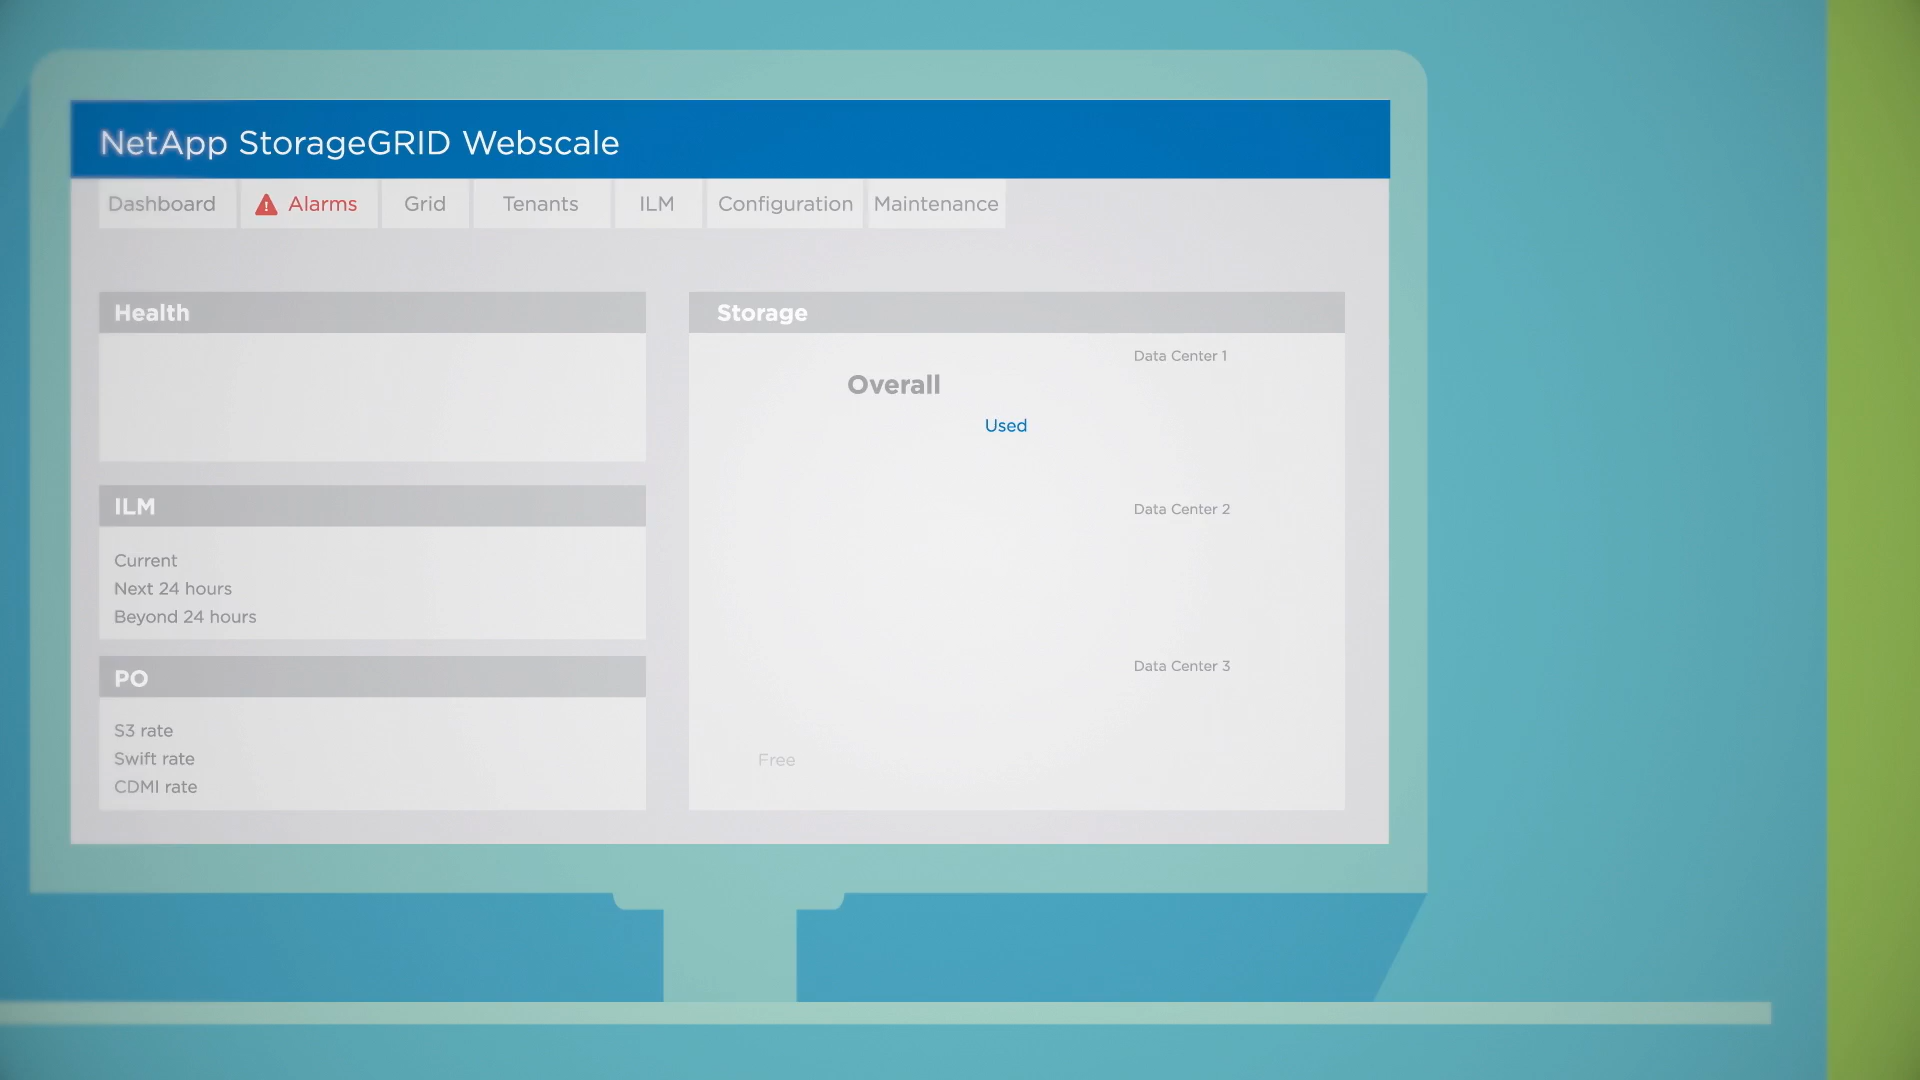 NetApp StorageGRID Webscale
Dashboard Alarms Grid Tenants ILM Configuration Maintenance
Health
ILM
Current
Next 24 hours
Beyond 24 hours
PO
S3 rate
Swift rate
CDMI rate
Storage
Data Center 1
Overall
Used
Data Center 2
Data Center 3
Free